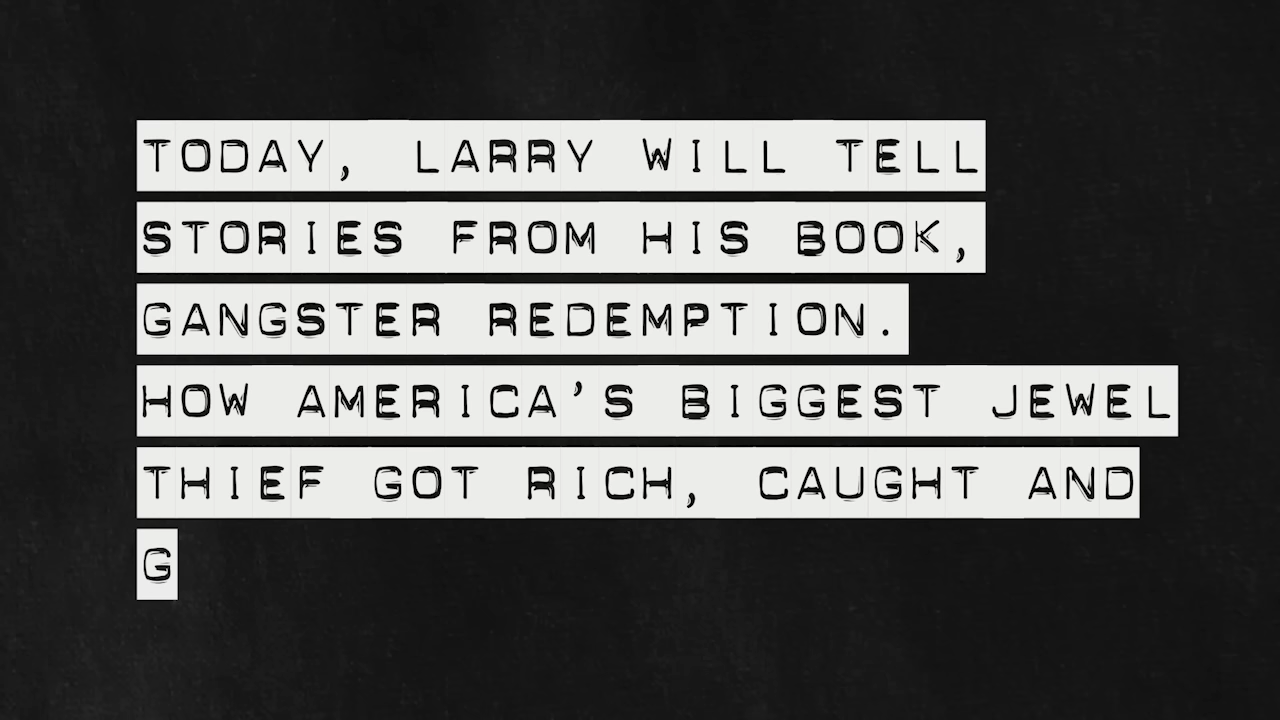 TODAY, LARRY WILL TELL
STORIES FROM HIS BOOK,
GANGSTER REDEMPTION.
HOW AMERICA’S BIGGEST JEWEL
THIEF GOT RICH, CAUGHT AND
G